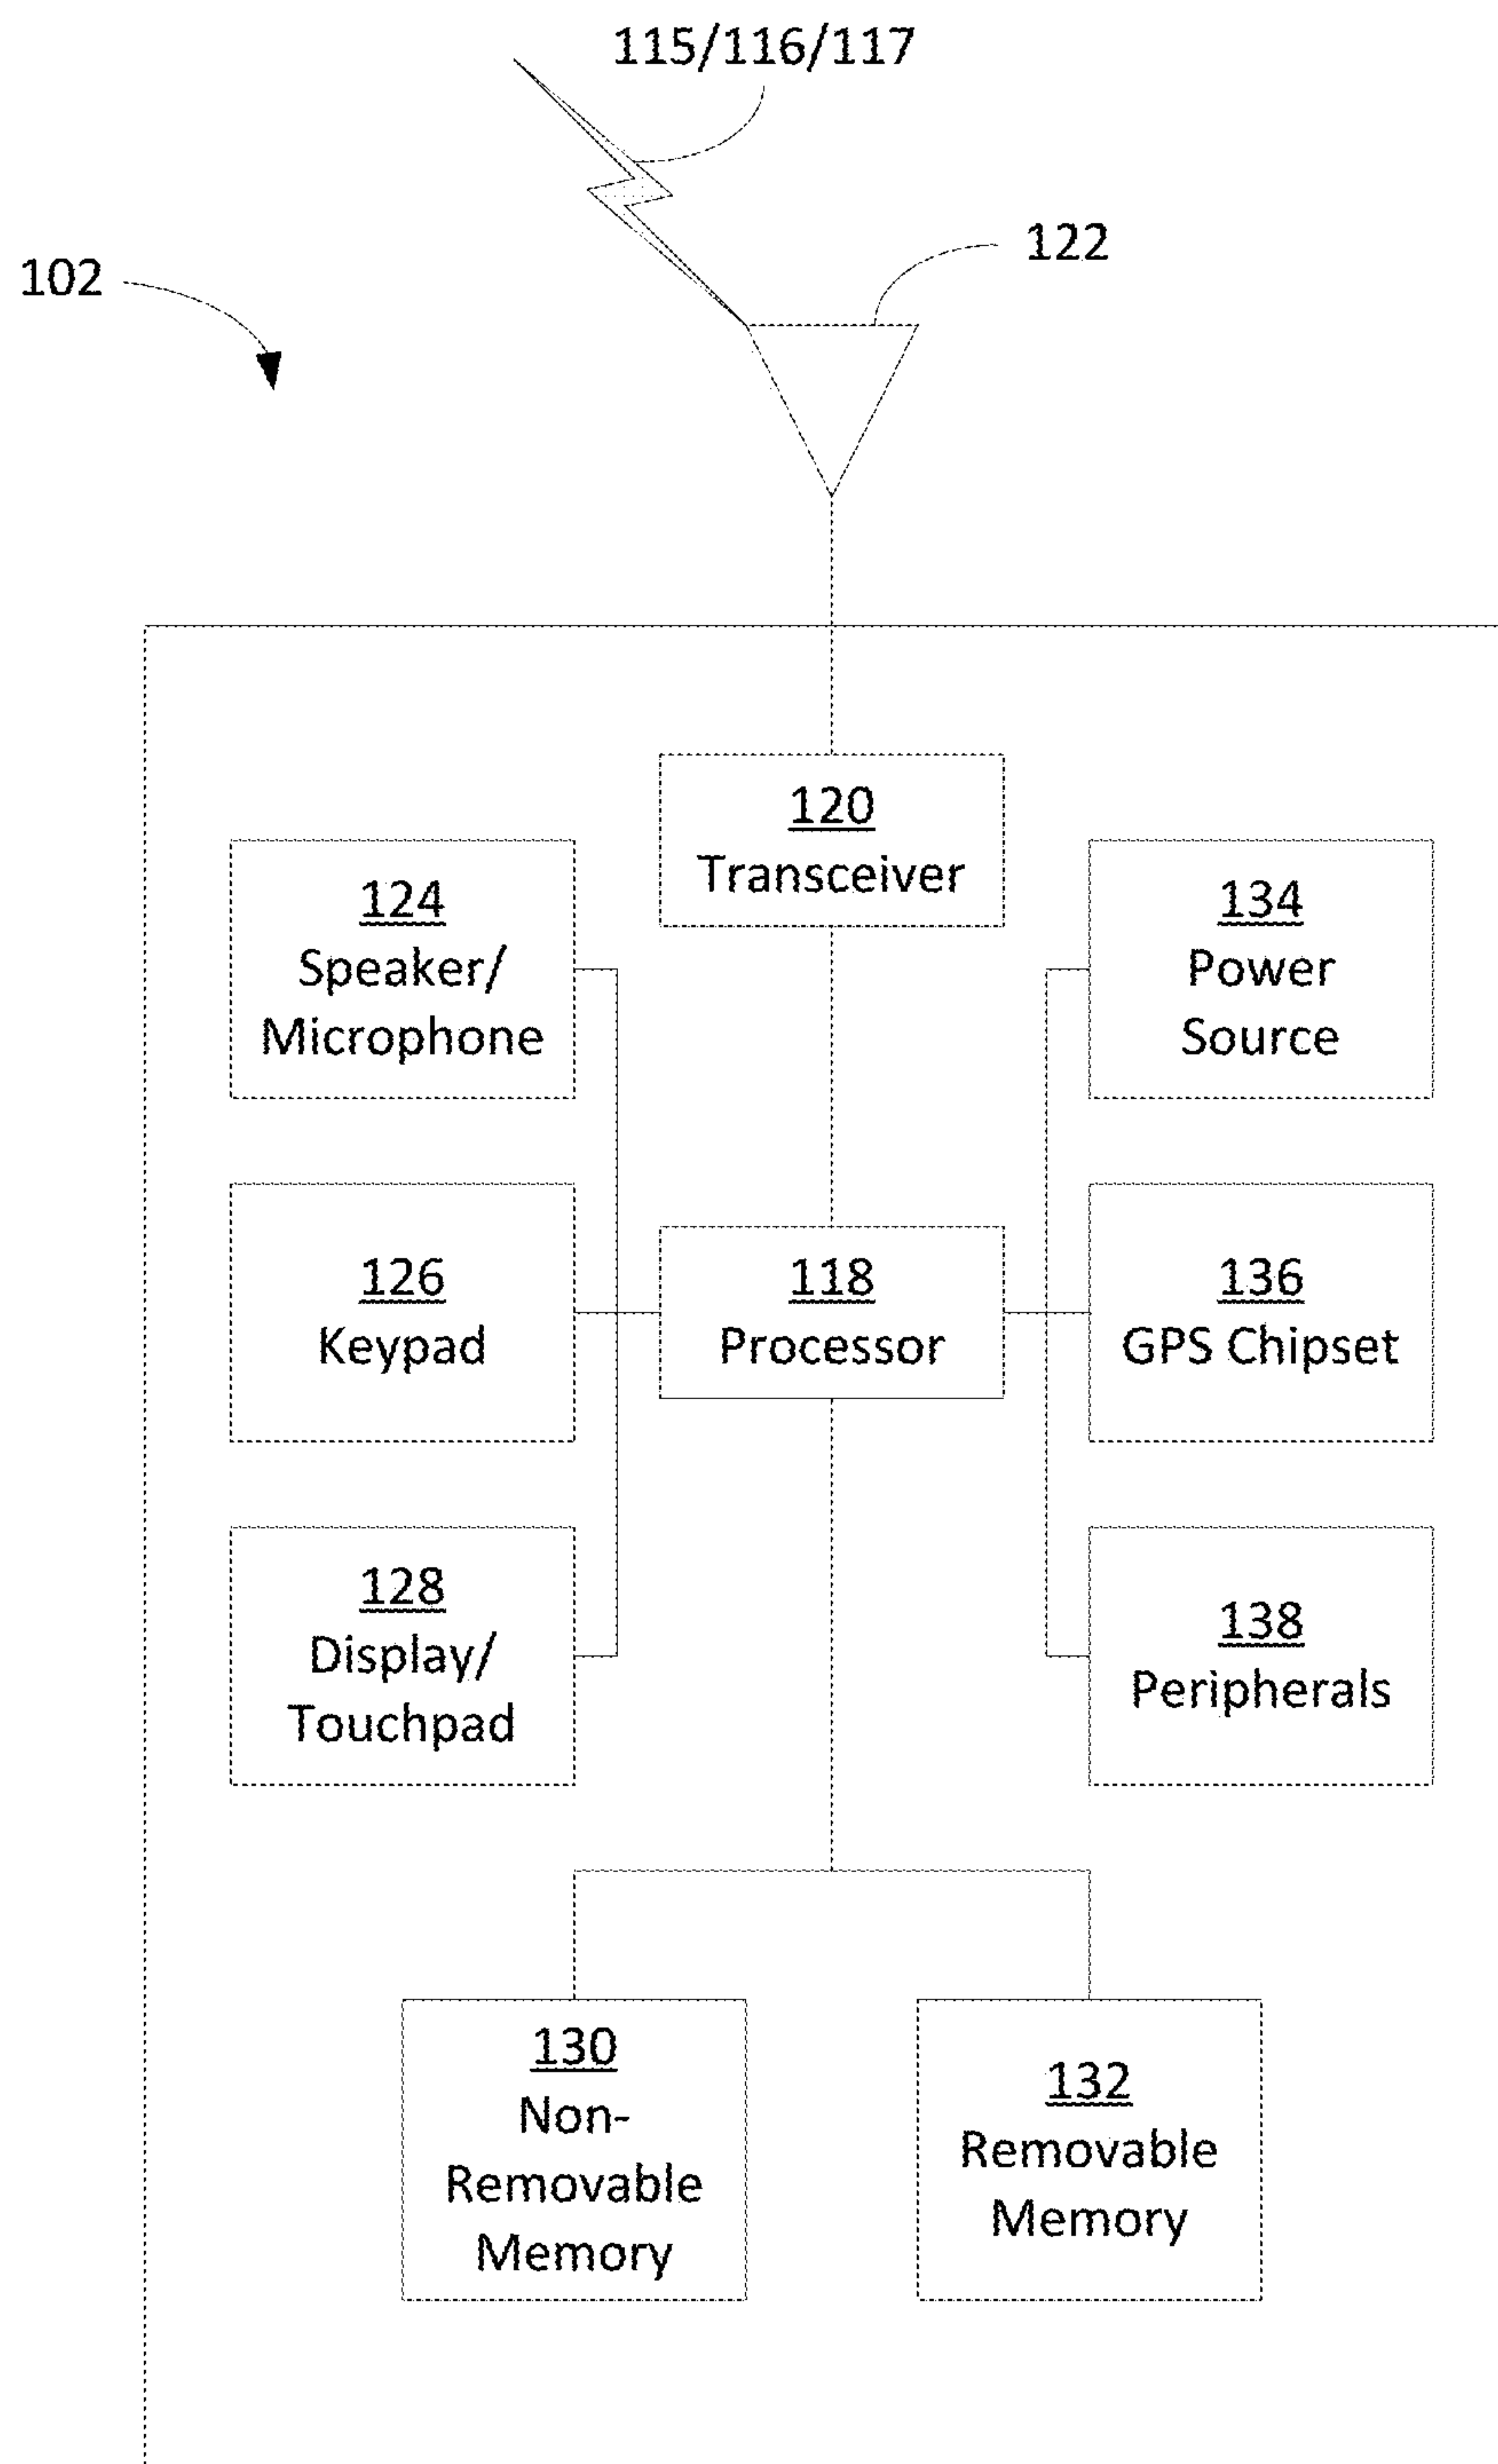 115/116/117
122
102
120
Transceiver
124
Speaker/
Microphone
134
Power
Source
126
Keypad
118
Processor
136
GPS Chipset
128
Display/
Touchpad
138
Peripherals
130
Non-
Removable
Memory
132
Removable
Memory